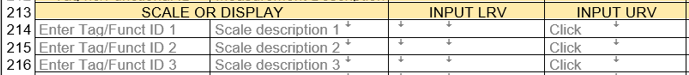 213 SCALE OR DISPLAY INPUT LRV INPUT URV
214 Enter Tag/Funct ID 1 Scale description 1 Click
215 Enter Tag/Funct ID 2 Scale description 2 Click
216 Enter Tag/Funct ID 3 Scale description 3 Click